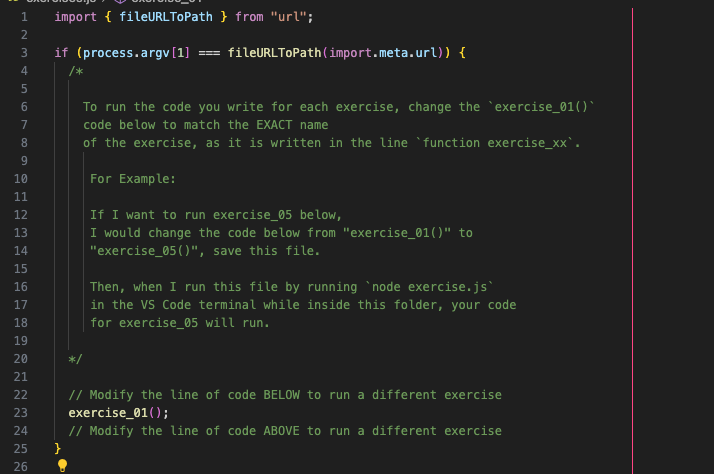 1 import { fileURLToPath } from "url";
2
3 if (process.argv[1] === fileURLToPath(import.meta.url)) {
4 /*
5
6 To run the code you write for each exercise, change the `exercise_01()`
7 code below to match the EXACT name
8 of the exercise, as it is written in the line `function exercise_xx`.
9
10 For Example:
11
12 If I want to run exercise_05 below,
13 I would change the code below from "exercise_01()" to
14 "exercise_05()", save this file.
15
16 Then, when I run this file by running `node exercise.js`
17 in the VS Code terminal while inside this folder, your code
18 for exercise_05 will run.
19
20 */
21
22 // Modify the line of code BELOW to run a different exercise
23 exercise_01();
24 // Modify the line of code ABOVE to run a different exercise
25 }
26